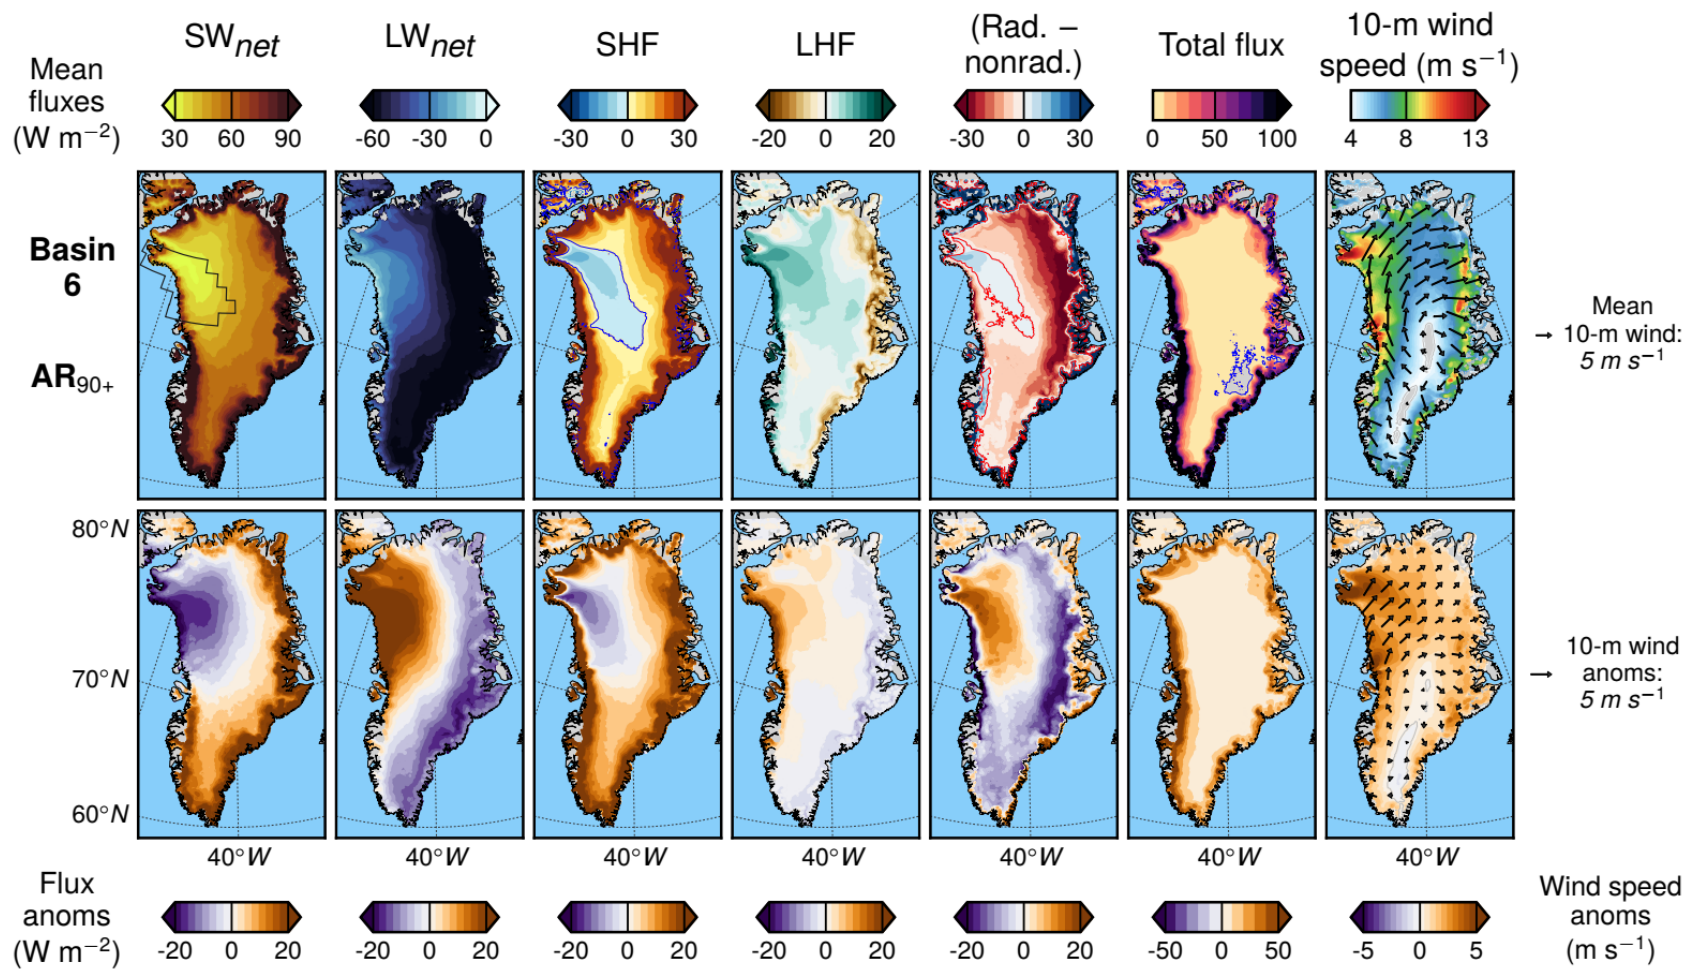 SWnet
LWnet
SHF
LHF
(Rad. –
nonrad.)
Total flux
10-m wind
speed (m s−1)
Mean
fluxes
(W m−2)
30 60 90
-60 -30 0
-30 0 30
-20 0 20
-30 0 30
0 50 100
4 8 13
Basin
6
AR90+
Mean
10-m wind:
5 m s−1
80°N
70°N
60°N
10-m wind
anoms:
5 m s−1
40°W 40°W 40°W 40°W 40°W 40°W 40°W
Flux
anoms
(W m−2)
-20 0 20
-20 0 20
-20 0 20
-20 0 20
-20 0 20
-50 0 50
-5 0 5
Wind speed
anoms
(m s−1)